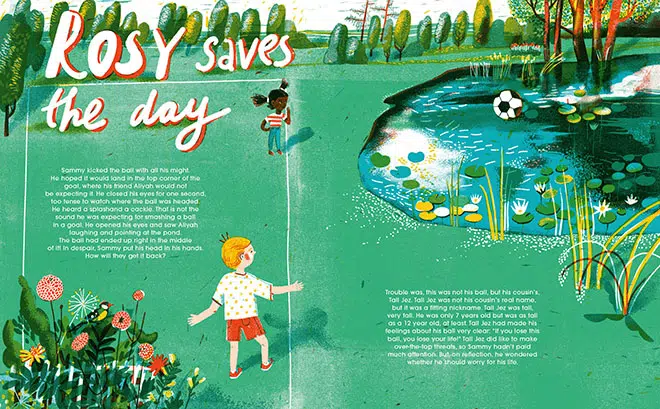 ROSY saves
the day
Sammy kicked the ball with all his might.
He hoped it would land in the top corner of the
goal, where his friend Aliyah would not
be expecting it. He closed his eyes for one second,
too tense to watch where the ball was headed.
He heard a splashand a cackle. That is not the
sound he was expecting for smashing a ball
in a goal. He opened his eyes and saw Aliyah
laughing and pointing at the pond.
The ball had ended up right in the middle
of it! In despair, Sammy put his head in his hands.
How will they get it back?
Trouble was, this was not his ball, but his cousin's,
Tall Jez. Tall Jez was not his cousin's real name,
but it was a fitting nickname. Tall Jez was tall,
very tall. He was only 7 years old but was as tall
as a 12 year old, at least. Tall Jez had made his
feelings about his ball very clear: "If you lose this
ball, you lose your life!" Tall Jez did like to make
over-the-top threats, so Sammy hadn't paid
much attention. But, on reflection, he wondered
whether he should worry for his life.